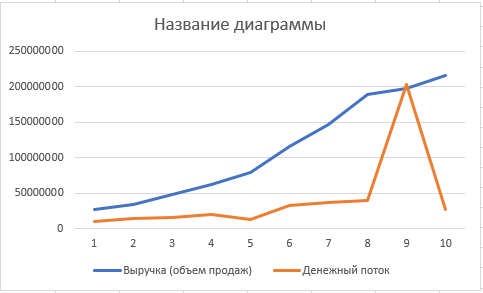 Название диаграммы
250000000
200000000
150000000
100000000
50000000
0
1 2 3 4 5 6 7 8 9 10
Выручка (объем продаж) Денежный поток